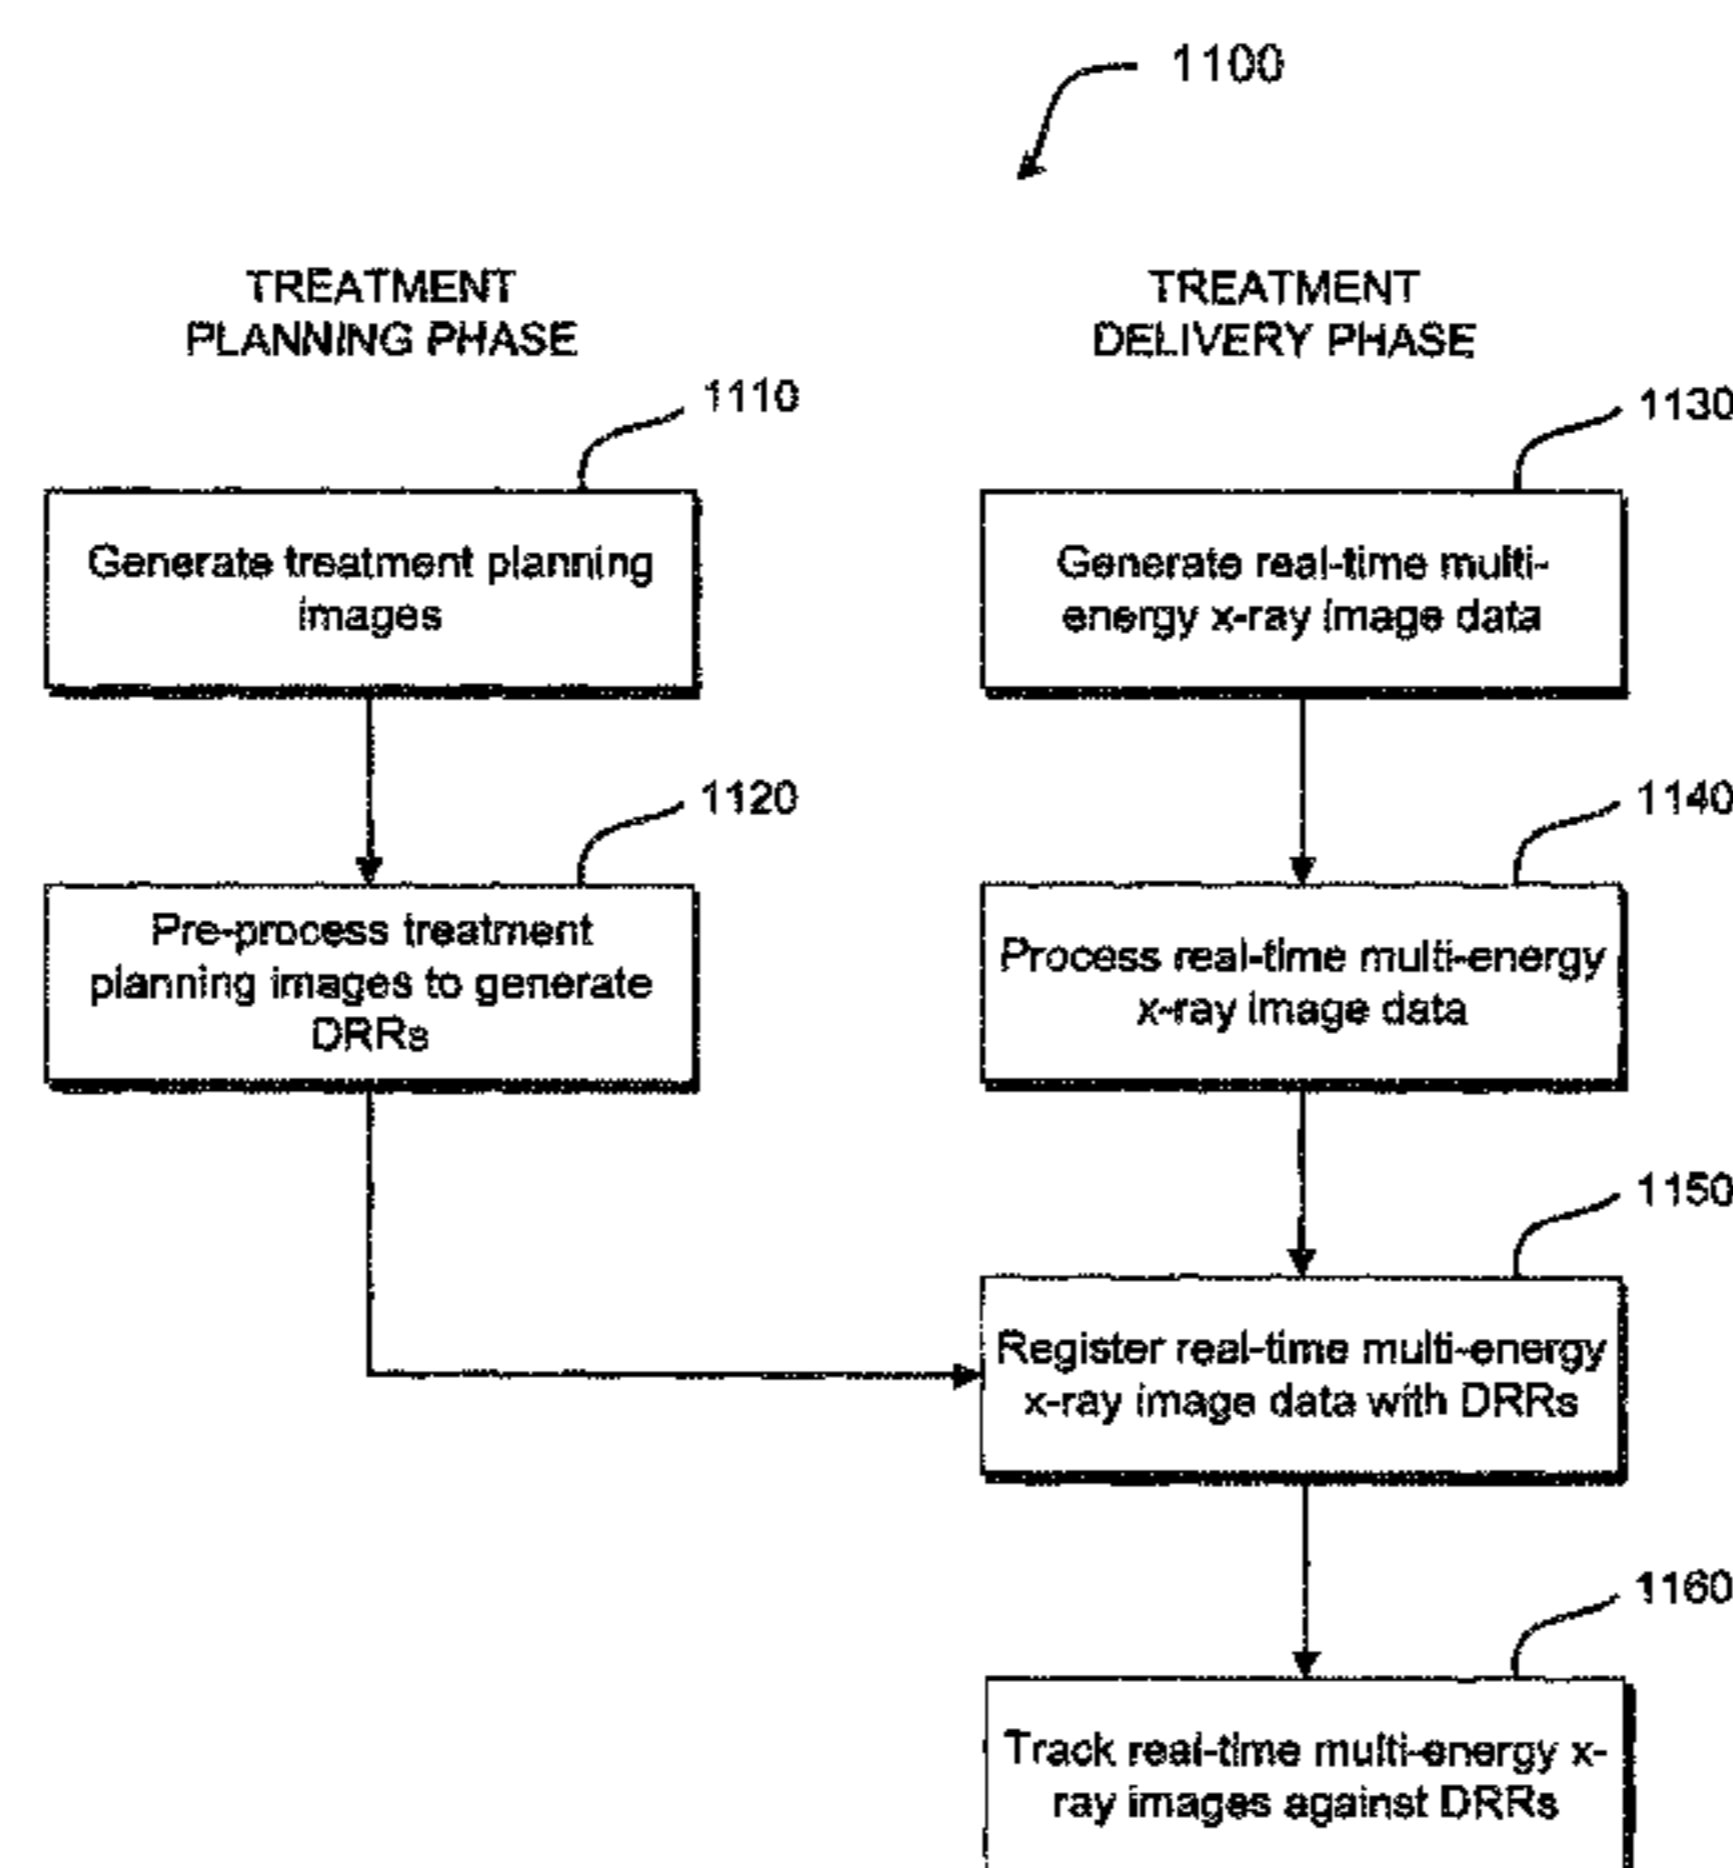 1100
TREATMENT
PLANNING PHASE
1110
Generate treatment planning
images
1120
Pre-process treatment
planning images to generate
DRRs
TREATMENT
DELIVERY PHASE
1130
Generate real-time multi-
energy x-ray image data
1140
Process real-time multi-energy
x-ray image data
1150
Register real-time multi-energy
x-ray image data with DRRs
1160
Track real-time multi-energy x-
ray images against DRRs